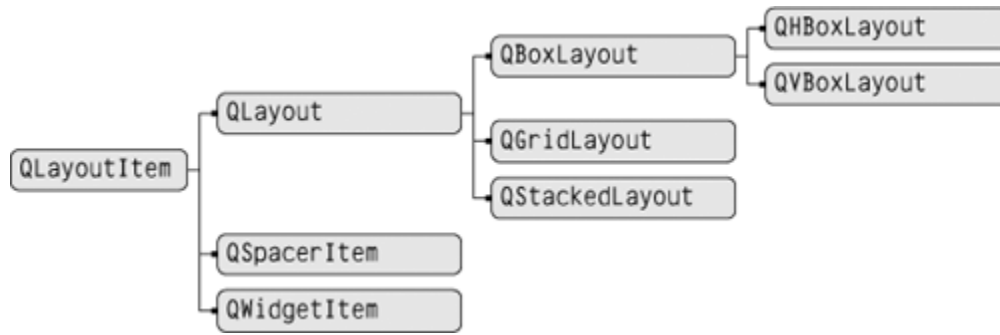 QLayoutItem
QLayout
QBoxLayout
QHBoxLayout
QVBoxLayout
QGridLayout
QStackedLayout
QSpacerItem
QWidgetItem